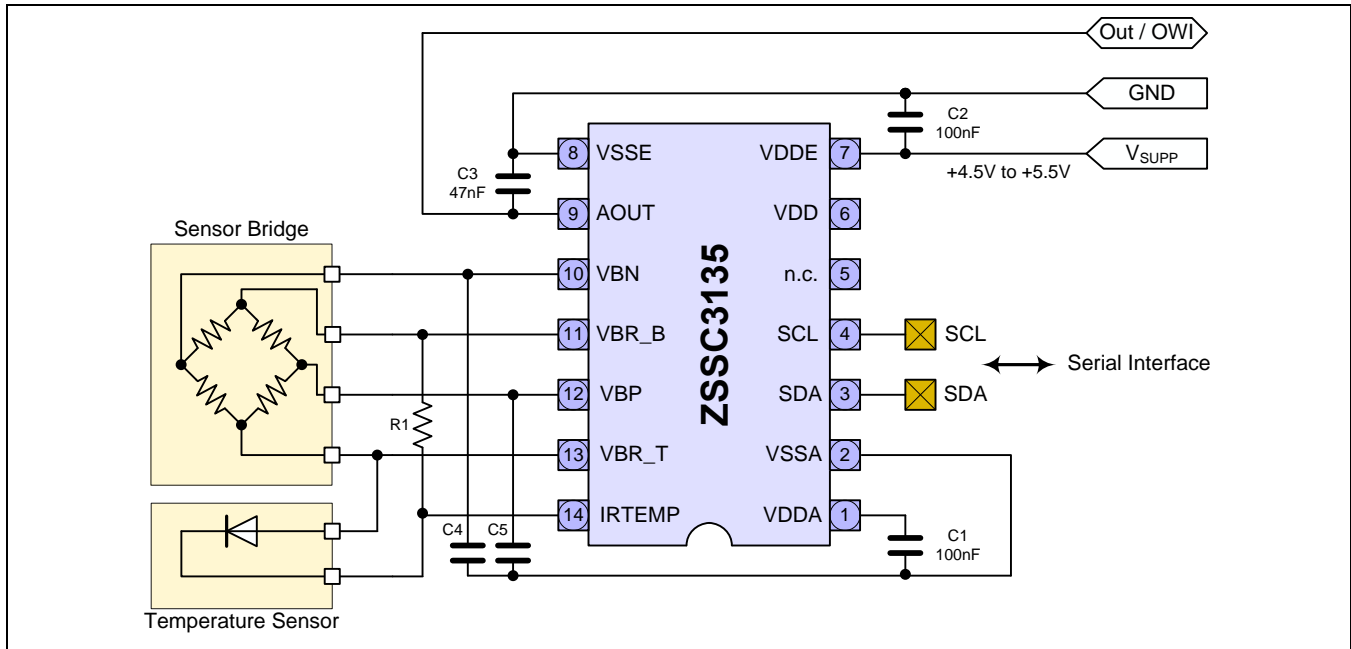 Out / OWI
GND
C2
100nF
V_SUPP
+4.5V to +5.5V
8 VSSE
VDDE 7
C3
47nF
9 AOUT
VDD 6
Sensor Bridge
10 VBN
n.c. 5
11 VBR_B
SCL 4
SCL
Serial Interface
12 VBP
SDA 3
SDA
R1
13 VBR_T
VSSA 2
14 IRTEMP
VDDA 1
ZSSC3135
C4
C5
C1
100nF
Temperature Sensor